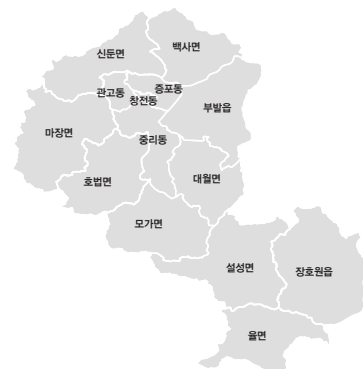 신둔면
백사면
관고동
증포동
창전동
부발읍
마장면
중리동
호법면
대월면
모가면
설성면
장호원읍
율면